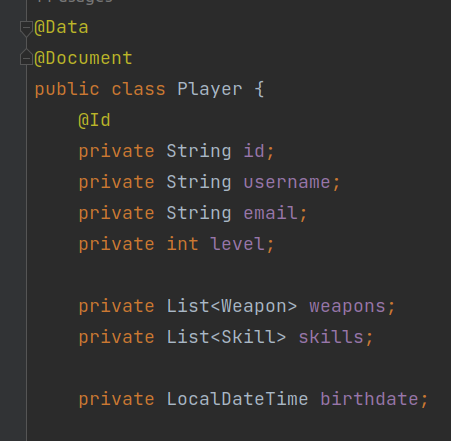 @Data
@Document
public class Player {
@Id
private String id;
private String username;
private String email;
private int level;
private List<Weapon> weapons;
private List<Skill> skills;
private LocalDateTime birthdate;